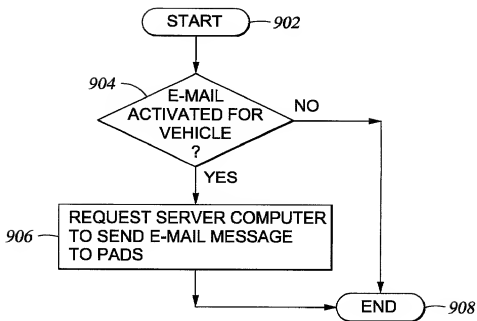 START
902
904
E-MAIL
ACTIVATED FOR
VEHICLE
?
NO
YES
906
REQUEST SERVER COMPUTER
TO SEND E-MAIL MESSAGE
TO PADS
END
908